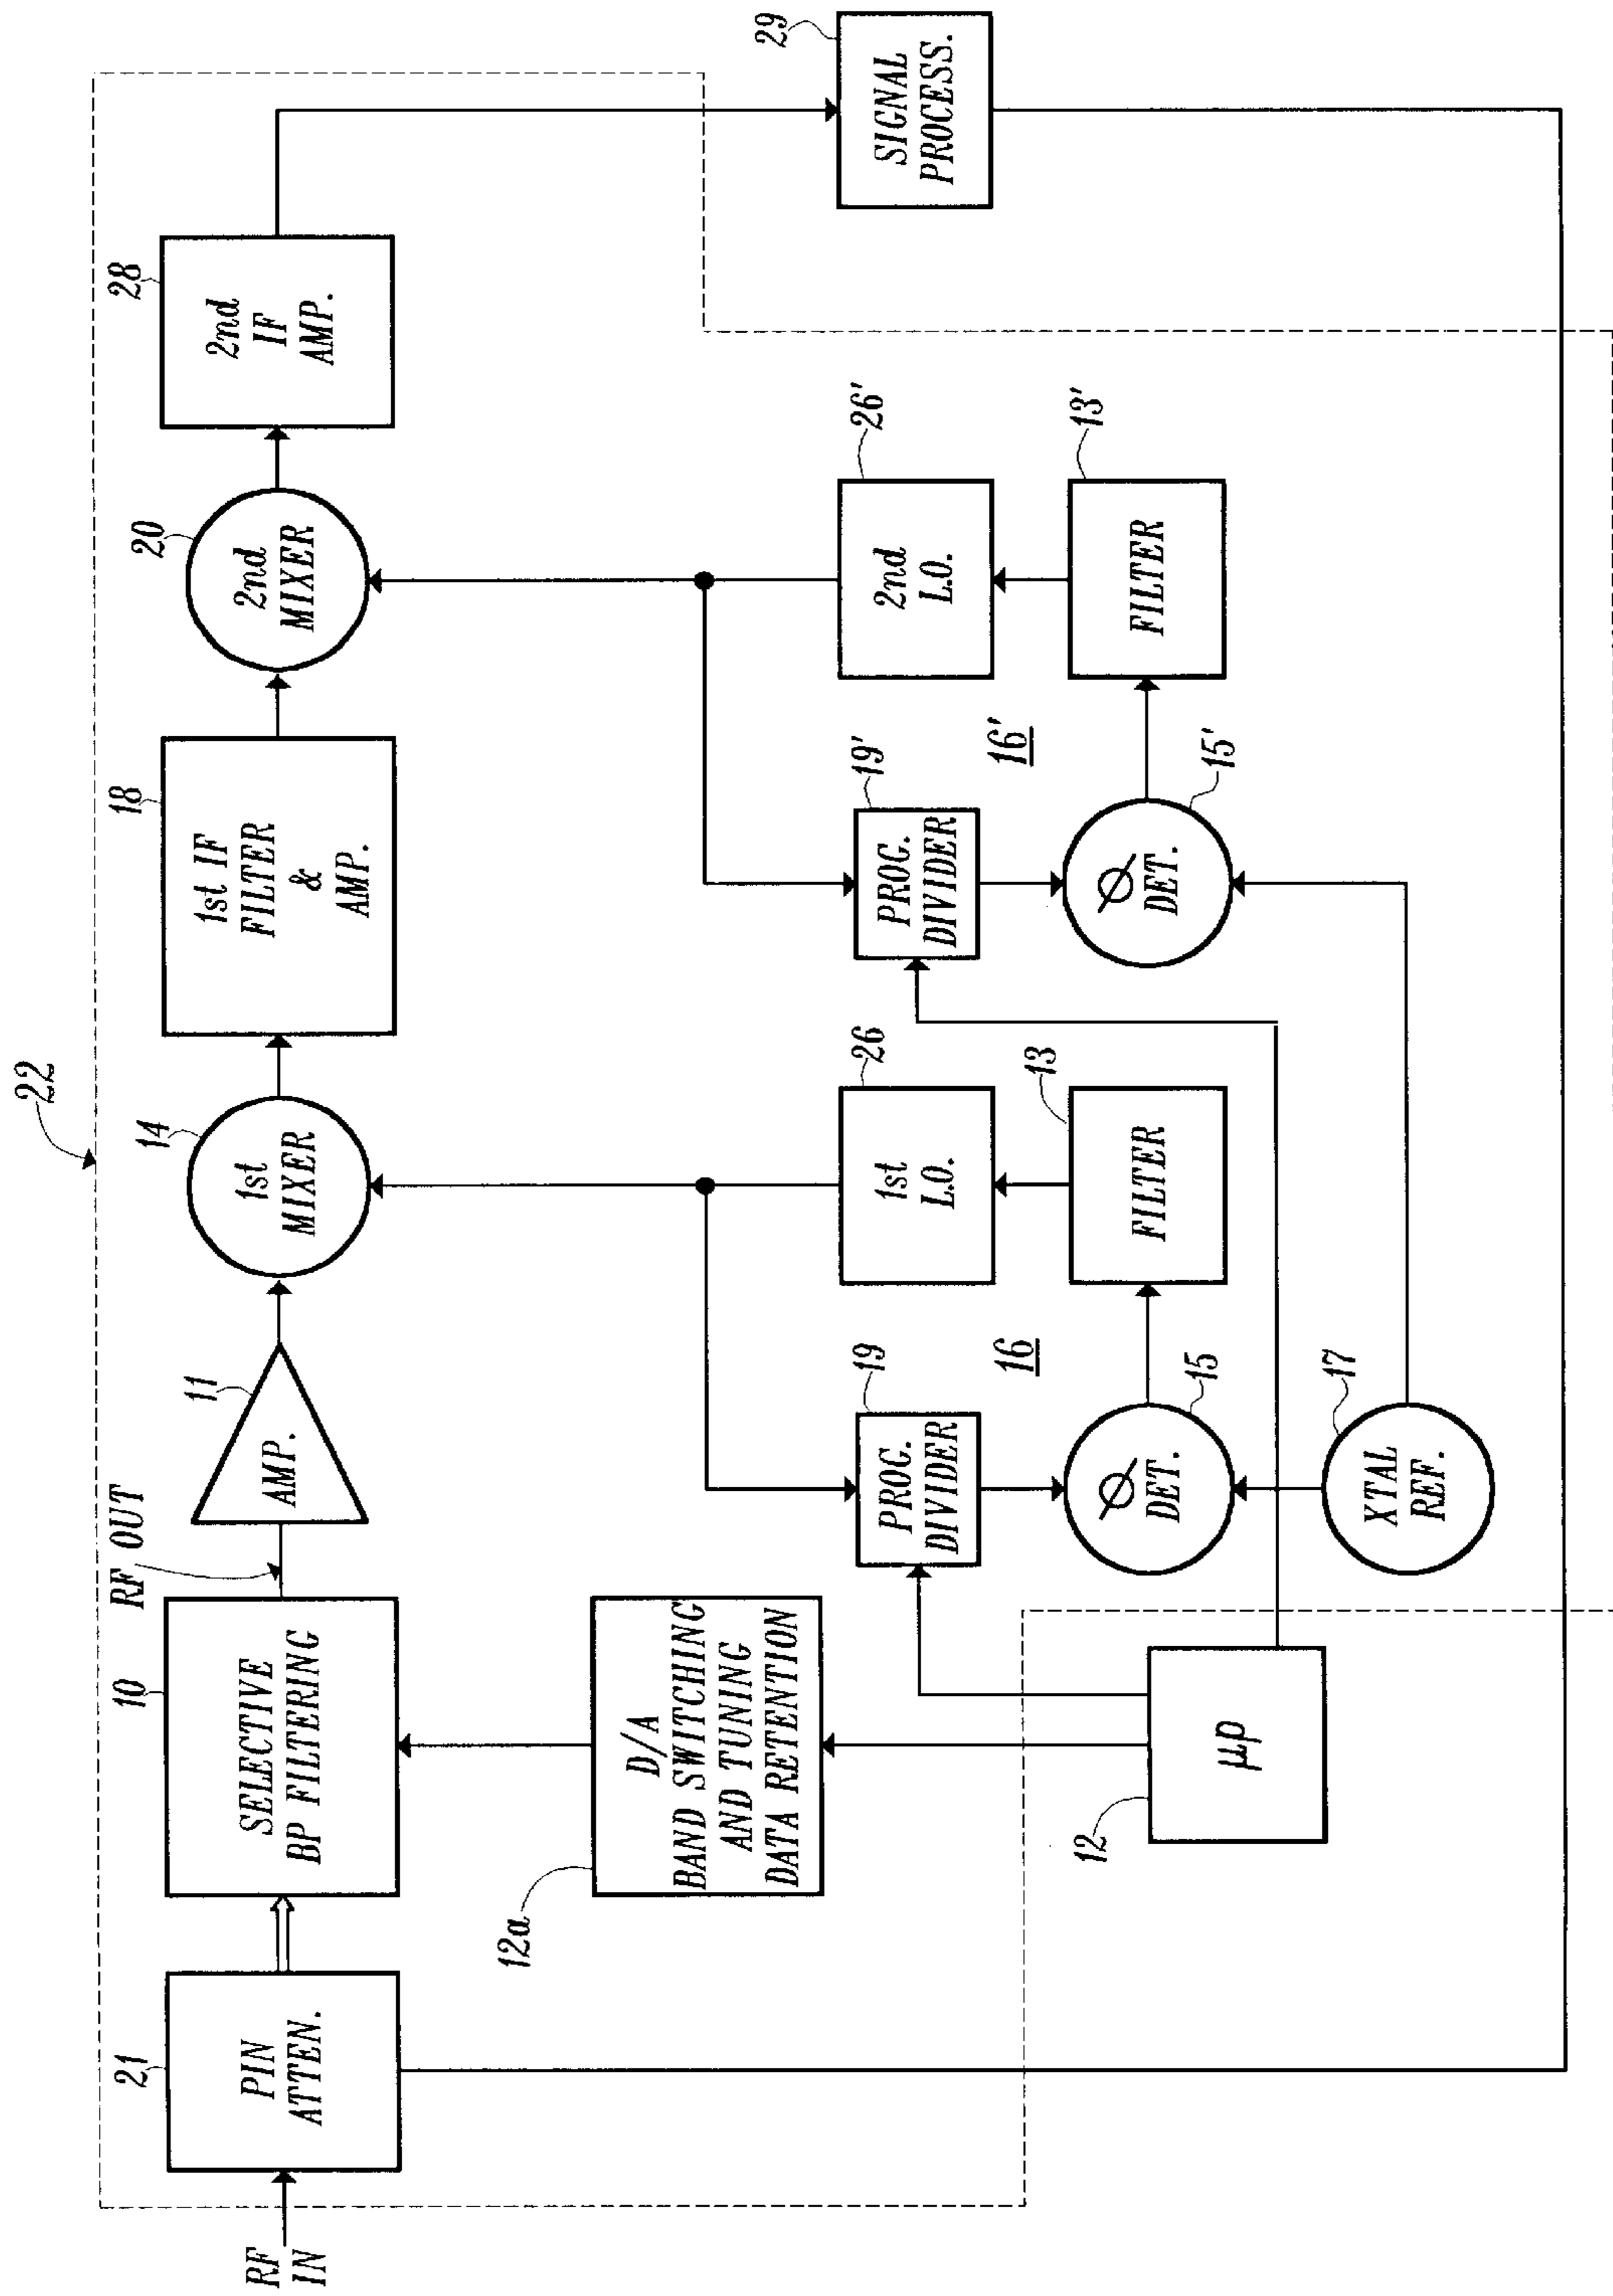 22
21
10
RF OUT
11
14
18
20
28
RF
IN
PIN
ATTEN.
SELECTIVE
BP FILTERING
AMP.
1st
MIXER
1st IF
FILTER
&
AMP.
2nd
MIXER
2nd
IF
AMP.
12a
D/A
BAND SWITCHING
AND TUNING
DATA RETENTION
19
PROG.
DIVIDER
26
1st
L.O.
19'
PROG.
DIVIDER
26'
2nd
L.O.
29
SIGNAL
PROCESS.
16
16'
12
μp
15
Ø
DET.
13
FILTER
15'
Ø
DET.
13'
FILTER
17
XTAL
REF.